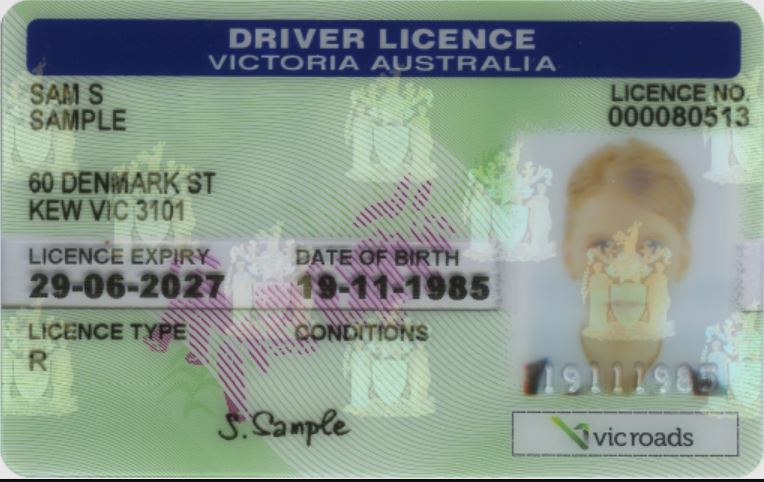 DRIVER LICENCE
VICTORIA AUSTRALIA
SAM S
SAMPLE
LICENCE NO.
000080513
60 DENMARK ST
KEW VIC 3101
LICENCE EXPIRY
29-06-2027
DATE OF BIRTH
19-11-1985
LICENCE TYPE
R
CONDITIONS
19111985
S. Sample
vicroads